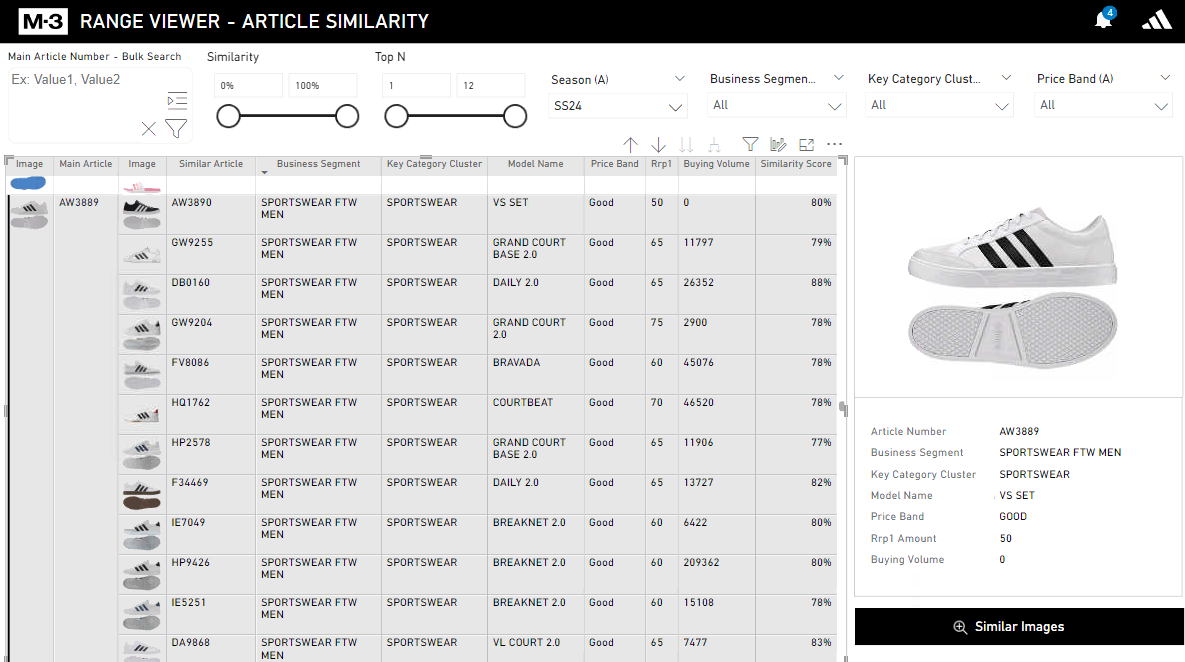 M-3 RANGE VIEWER - ARTICLE SIMILARITY
4
Main Article Number - Bulk Search
Ex: Value1, Value2
Similarity
0% 100%
Top N
1 12
Season (A)
SS24
Business Segmen...
All
Key Category Clust...
All
Price Band (A)
All
Image Main Article Image Similar Article Business Segment Key Category Cluster Model Name Price Band Rrp1 Buying Volume Similarity Score
AW3889 AW3890 SPORTSWEAR FTW SPORTSWEAR VS SET Good 50 0 80%
MEN
GW9255 SPORTSWEAR FTW SPORTSWEAR GRAND COURT Good 65 11797 79%
MEN BASE 2.0
DB0160 SPORTSWEAR FTW SPORTSWEAR DAILY 2.0 Good 65 26352 88%
MEN
GW9204 SPORTSWEAR FTW SPORTSWEAR GRAND COURT Good 75 2900 78%
MEN 2.0
FV8086 SPORTSWEAR FTW SPORTSWEAR BRAVADA Good 60 45076 78%
MEN
HQ1762 SPORTSWEAR FTW SPORTSWEAR COURTBEAT Good 70 46520 78%
MEN
HP2578 SPORTSWEAR FTW SPORTSWEAR GRAND COURT Good 65 11906 77%
MEN BASE 2.0
F34469 SPORTSWEAR FTW SPORTSWEAR DAILY 2.0 Good 65 13727 82%
MEN
IE7049 SPORTSWEAR FTW SPORTSWEAR BREAKNET 2.0 Good 60 6422 80%
MEN
HP9426 SPORTSWEAR FTW SPORTSWEAR BREAKNET 2.0 Good 60 209362 80%
MEN
IE5251 SPORTSWEAR FTW SPORTSWEAR BREAKNET 2.0 Good 60 15108 78%
MEN
DA9868 SPORTSWEAR FTW SPORTSWEAR VL COURT 2.0 Good 65 7477 83%
MEN
Article Number AW3889
Business Segment SPORTSWEAR FTW MEN
Key Category Cluster SPORTSWEAR
Model Name VS SET
Price Band GOOD
Rrp1 Amount 50
Buying Volume 0
Similar Images